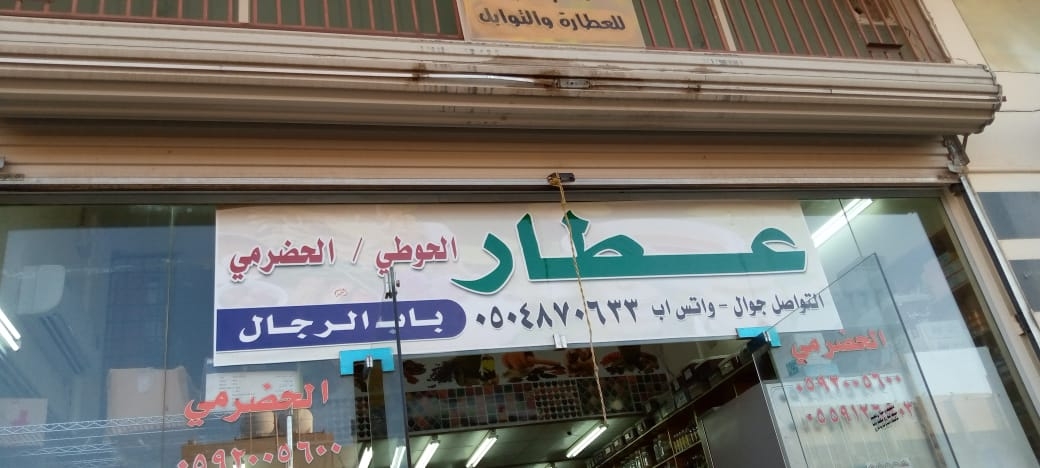 للعطارة والتوابل
عطار
الحوطي / الحضرمي
التواصل جوال - واتس اب ٠٥٠٤٨٧٠٦٣٣
باب الرجال
الحضرمي
٠٥٩٢٠٠٥٦٠٠
الحضرمي
٠٥٩٢٠٠٥٦٠٠